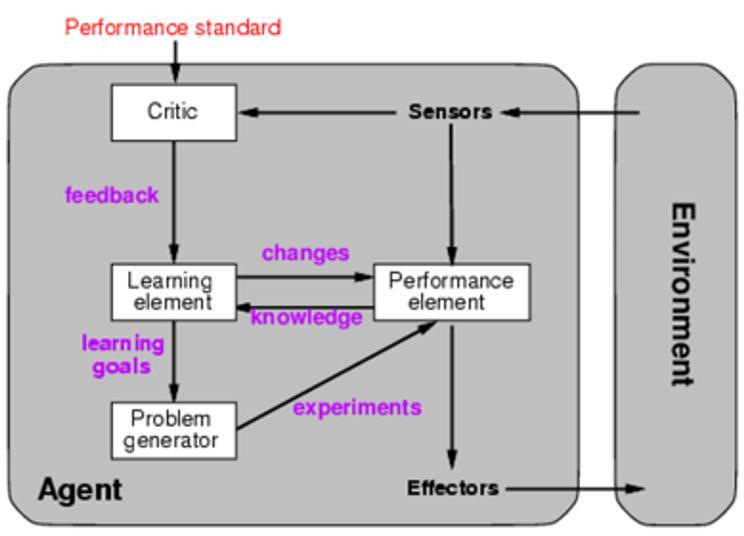 Performance standard
Critic
Sensors
feedback
changes
Learning
element
Performance
element
knowledge
learning
goals
experiments
Problem
generator
Agent
Effectors
Environment